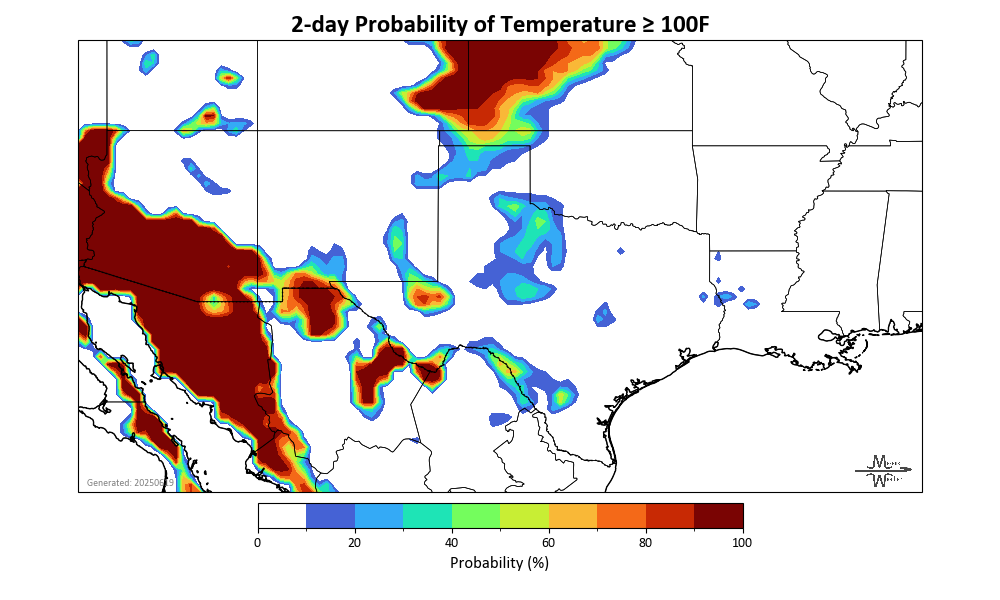 2-day Probability of Temperature ≥ 100F
Generated: 20250619
0 20 40 60 80 100
Probability (%)